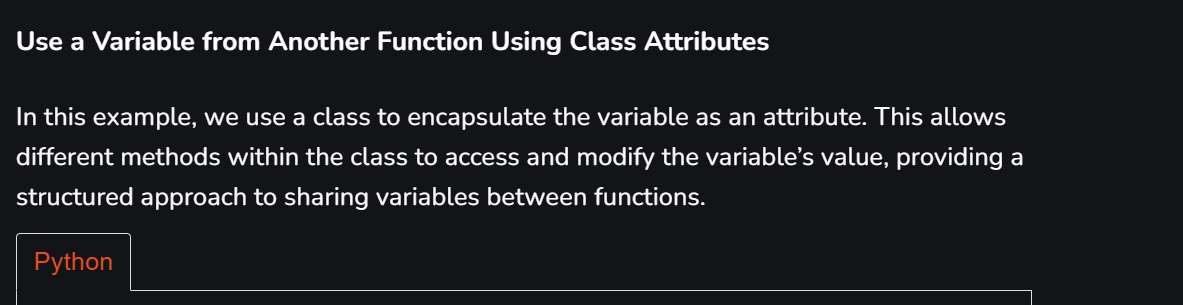 Use a Variable from Another Function Using Class Attributes
In this example, we use a class to encapsulate the variable as an attribute. This allows
different methods within the class to access and modify the variable’s value, providing a
structured approach to sharing variables between functions.
Python